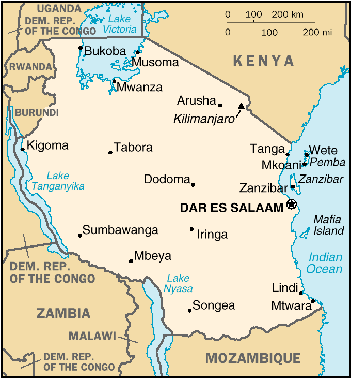 UGANDA
DEM. REP.
OF THE CONGO
Lake
Victoria
0 100 200 km
0 100 200 mi
Bukoba
Musoma
KENYA
RWANDA
Mwanza
Arusha
Kilimanjaro
BURUNDI
Kigoma
Tabora
Tanga
Wete
Mkoani
Pemba
Lake
Tanganyika
Dodoma
Zanzibar
Zanzibar
DAR ES SALAAM
Mafia
Island
Sumbawanga
Iringa
Mbeya
Indian
Ocean
DEM. REP.
OF THE CONGO
Lake
Nyasa
Lindi
Mtwara
Songea
ZAMBIA
MALAWI
DEM. REP.
OF THE CONGO
MOZAMBIQUE